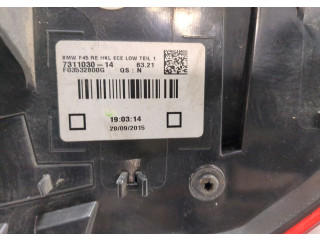 BMW F45 RE HKL ECE LOW TEIL 1
7311030-14 63.21
F03532800G QS: N
19:03:14
20/09/2015